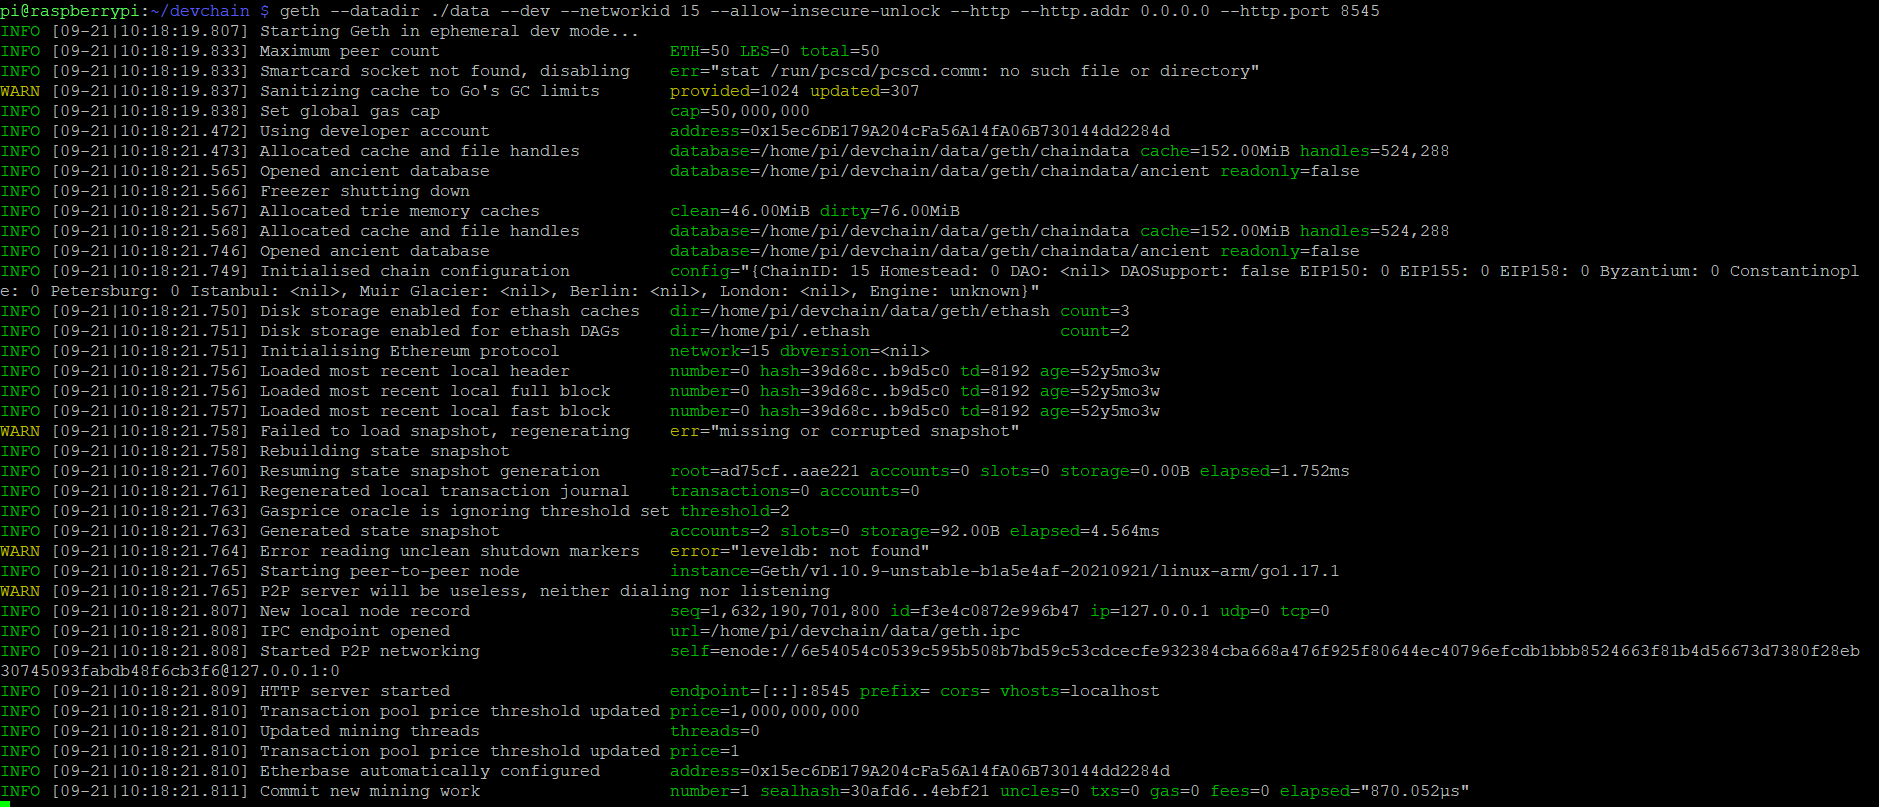 pi@raspberrypi:~/devchain $ geth --datadir ./data --dev --networkid 15 --allow-insecure-unlock --http --http.addr 0.0.0.0 --http.port 8545
INFO [09-21|10:18:19.807] Starting Geth in ephemeral dev mode...
INFO [09-21|10:18:19.833] Maximum peer count                       ETH=50 LES=0 total=50
INFO [09-21|10:18:19.833] Smartcard socket not found, disabling    err="stat /run/pcscd/pcscd.comm: no such file or directory"
WARN [09-21|10:18:19.837] Sanitizing cache to Go's GC limits       provided=1024 updated=307
INFO [09-21|10:18:19.838] Set global gas cap                       cap=50,000,000
INFO [09-21|10:18:21.472] Using developer account                  address=0x15ec6DE179A204cFa56A14fA06B730144dd2284d
INFO [09-21|10:18:21.473] Allocated cache and file handles         database=/home/pi/devchain/data/geth/chaindata cache=152.00MiB handles=524,288
INFO [09-21|10:18:21.565] Opened ancient database                  database=/home/pi/devchain/data/geth/chaindata/ancient readonly=false
INFO [09-21|10:18:21.566] Freezer shutting down
INFO [09-21|10:18:21.567] Allocated trie memory caches             clean=46.00MiB dirty=76.00MiB
INFO [09-21|10:18:21.568] Allocated cache and file handles         database=/home/pi/devchain/data/geth/chaindata cache=152.00MiB handles=524,288
INFO [09-21|10:18:21.746] Opened ancient database                  database=/home/pi/devchain/data/geth/chaindata/ancient readonly=false
INFO [09-21|10:18:21.749] Initialised chain configuration          config="{ChainID: 15 Homestead: 0 DAO: <nil> DAOSupport: false EIP150: 0 EIP155: 0 EIP158: 0 Byzantium: 0 Constantinopl
e: 0 Petersburg: 0 Istanbul: <nil>, Muir Glacier: <nil>, Berlin: <nil>, London: <nil>, Engine: unknown}"
INFO [09-21|10:18:21.750] Disk storage enabled for ethash caches   dir=/home/pi/devchain/data/geth/ethash count=3
INFO [09-21|10:18:21.751] Disk storage enabled for ethash DAGs     dir=/home/pi/.ethash                   count=2
INFO [09-21|10:18:21.751] Initialising Ethereum protocol           network=15 dbversion=<nil>
INFO [09-21|10:18:21.756] Loaded most recent local header          number=0 hash=39d68c..b9d5c0 td=8192 age=52y5mo3w
INFO [09-21|10:18:21.756] Loaded most recent local full block      number=0 hash=39d68c..b9d5c0 td=8192 age=52y5mo3w
INFO [09-21|10:18:21.757] Loaded most recent local fast block      number=0 hash=39d68c..b9d5c0 td=8192 age=52y5mo3w
WARN [09-21|10:18:21.758] Failed to load snapshot, regenerating    err="missing or corrupted snapshot"
INFO [09-21|10:18:21.758] Rebuilding state snapshot
INFO [09-21|10:18:21.760] Resuming state snapshot generation       root=ad75cf..aae221 accounts=0 slots=0 storage=0.00B elapsed=1.752ms
INFO [09-21|10:18:21.761] Regenerated local transaction journal    transactions=0 accounts=0
INFO [09-21|10:18:21.763] Gasprice oracle is ignoring threshold set threshold=2
INFO [09-21|10:18:21.763] Generated state snapshot                 accounts=2 slots=0 storage=92.00B elapsed=4.564ms
WARN [09-21|10:18:21.764] Error reading unclean shutdown markers   error="leveldb: not found"
INFO [09-21|10:18:21.765] Starting peer-to-peer node               instance=Geth/v1.10.9-unstable-b1a5e4af-20210921/linux-arm/go1.17.1
WARN [09-21|10:18:21.765] P2P server will be useless, neither dialing nor listening
INFO [09-21|10:18:21.807] New local node record                    seq=1,632,190,701,800 id=f3e4c0872e996b47 ip=127.0.0.1 udp=0 tcp=0
INFO [09-21|10:18:21.808] IPC endpoint opened                      url=/home/pi/devchain/data/geth.ipc
INFO [09-21|10:18:21.808] Started P2P networking                   self=enode://6e54054c0539c595b508b7bd59c53cdcecfe932384cba668a476f925f80644ec40796efcdb1bbb8524663f81b4d56673d7380f28eb
30745093fabdb48f6cb3f6@127.0.0.1:0
INFO [09-21|10:18:21.809] HTTP server started                      endpoint=[::]:8545 prefix= cors= vhosts=localhost
INFO [09-21|10:18:21.810] Transaction pool price threshold updated price=1,000,000,000
INFO [09-21|10:18:21.810] Updated mining threads                   threads=0
INFO [09-21|10:18:21.810] Transaction pool price threshold updated price=1
INFO [09-21|10:18:21.810] Etherbase automatically configured       address=0x15ec6DE179A204cFa56A14fA06B730144dd2284d
INFO [09-21|10:18:21.811] Commit new mining work                   number=1 sealhash=30afd6..4ebf21 uncles=0 txs=0 gas=0 fees=0 elapsed="870.052µs"